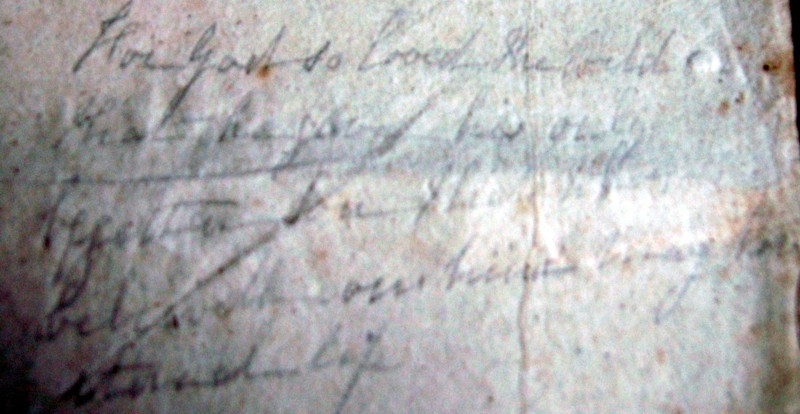 For God so loved the world
that he gave his only
begotten Son that
believeth on him may have
eternal life